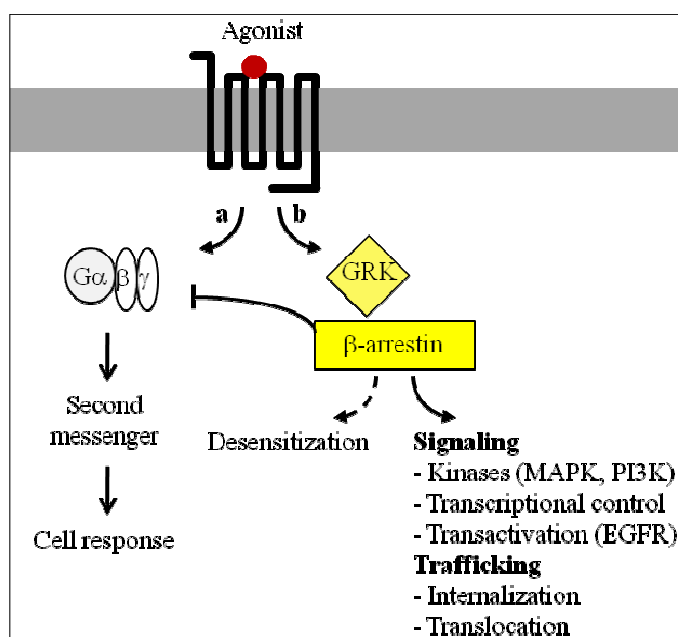 Agonist
a b
Gα β γ
GRK
β-arrestin
Second
messenger
Desensitization
Cell response
Signaling
- Kinases (MAPK, PI3K)
- Transcriptional control
- Transactivation (EGFR)
Trafficking
- Internalization
- Translocation